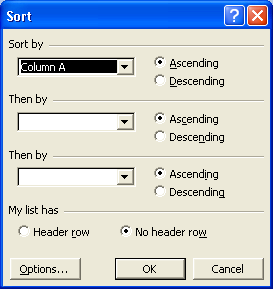 Sort
Sort by
Column A
Ascending
Descending
Then by
Ascending
Descending
Then by
Ascending
Descending
My list has
Header row
No header row
Options...
OK
Cancel